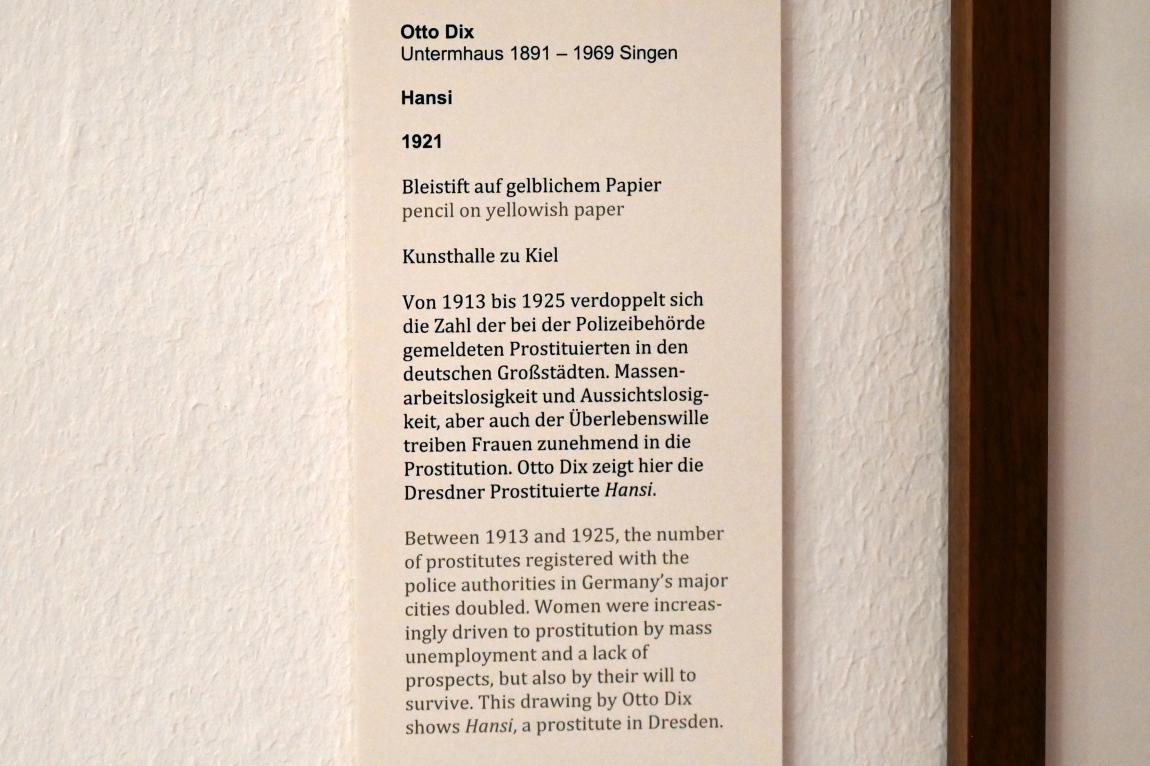 Otto Dix
Untermhaus 1891 – 1969 Singen
Hansi
1921
Bleistift auf gelblichem Papier
pencil on yellowish paper
Kunsthalle zu Kiel
Von 1913 bis 1925 verdoppelt sich
die Zahl der bei der Polizeibehörde
gemeldeten Prostituierten in den
deutschen Großstädten. Massen-
arbeitslosigkeit und Aussichtslosig-
keit, aber auch der Überlebenswille
treiben Frauen zunehmend in die
Prostitution. Otto Dix zeigt hier die
Dresdner Prostituierte Hansi.
Between 1913 and 1925, the number
of prostitutes registered with the
police authorities in Germany’s major
cities doubled. Women were increas-
ingly driven to prostitution by mass
unemployment and a lack of
prospects, but also by their will to
survive. This drawing by Otto Dix
shows Hansi, a prostitute in Dresden.